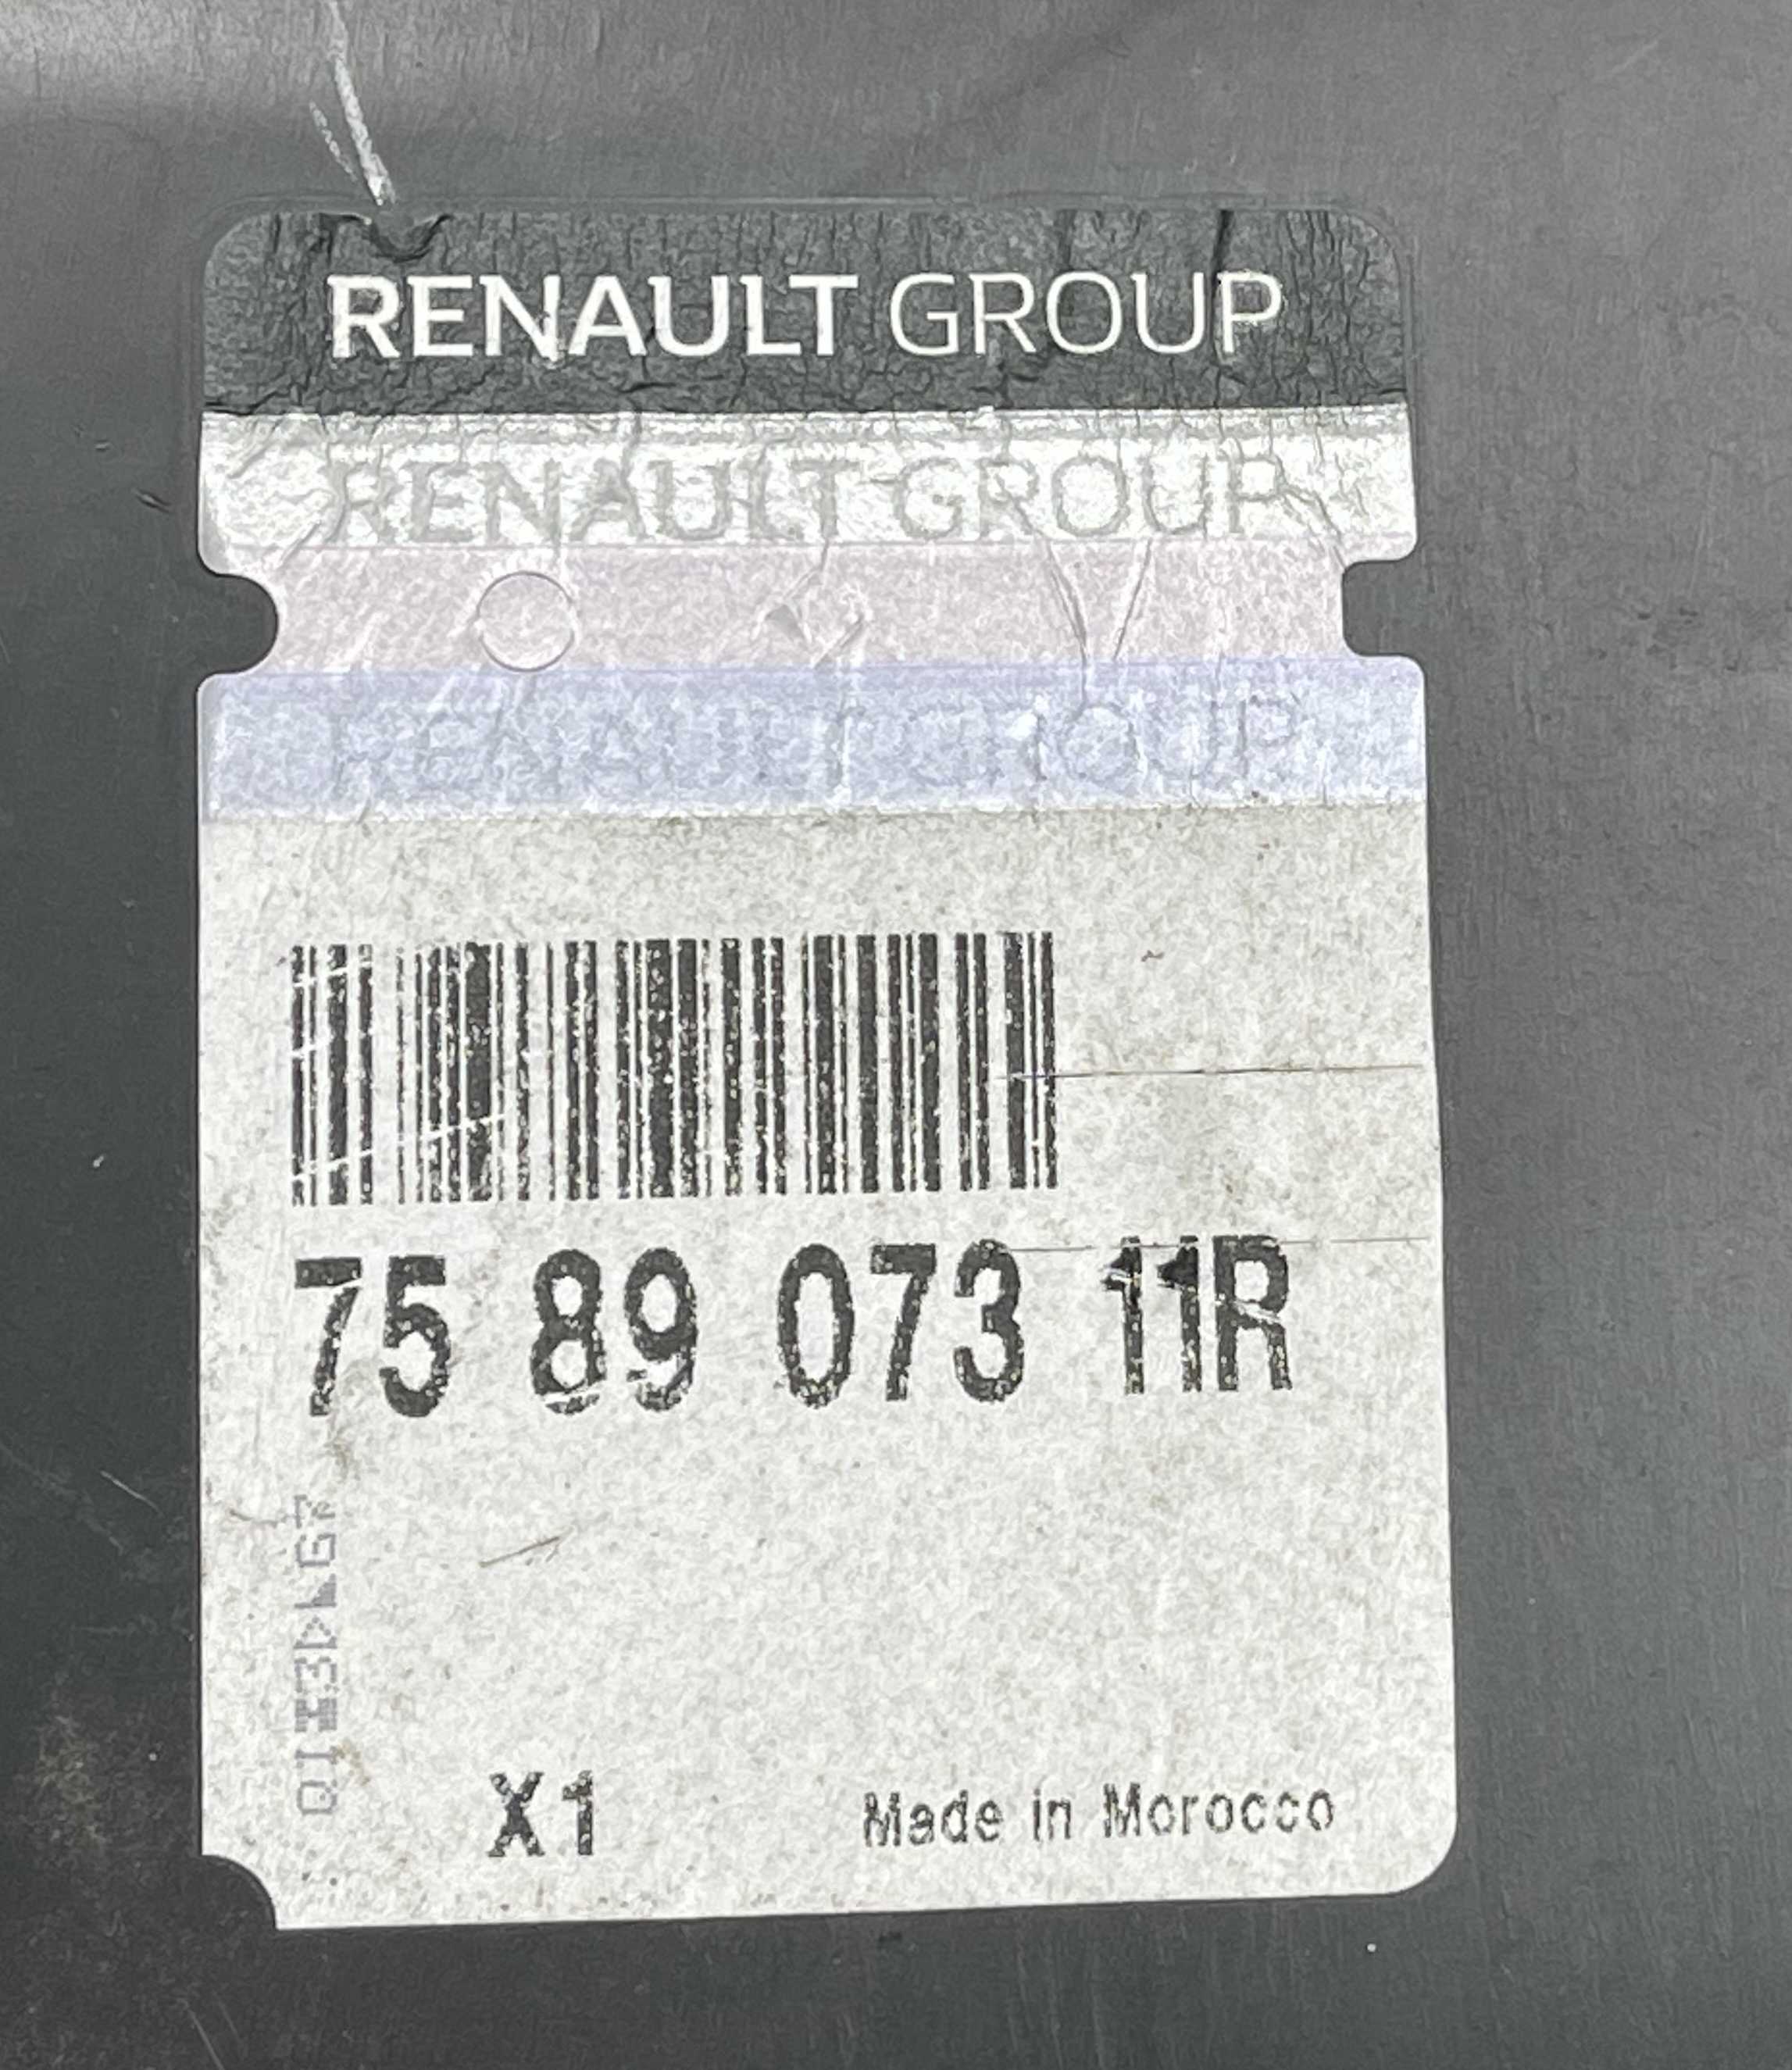 RENAULT GROUP
RENAULT GROUP
RENAULT GROUP
75 89 073 11R
X1
Made in Morocco